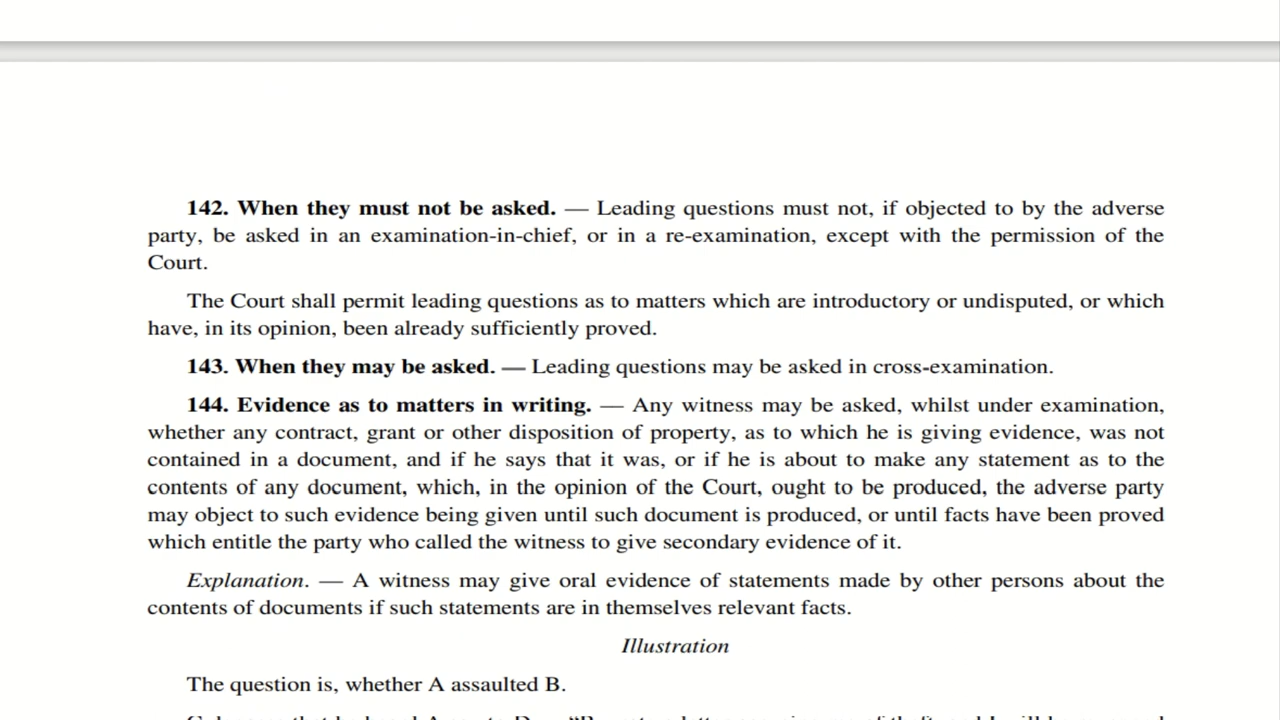 142. When they must not be asked. — Leading questions must not, if objected to by the adverse
party, be asked in an examination-in-chief, or in a re-examination, except with the permission of the
Court.
The Court shall permit leading questions as to matters which are introductory or undisputed, or which
have, in its opinion, been already sufficiently proved.
143. When they may be asked. — Leading questions may be asked in cross-examination.
144. Evidence as to matters in writing. — Any witness may be asked, whilst under examination,
whether any contract, grant or other disposition of property, as to which he is giving evidence, was not
contained in a document, and if he says that it was, or if he is about to make any statement as to the
contents of any document, which, in the opinion of the Court, ought to be produced, the adverse party
may object to such evidence being given until such document is produced, or until facts have been proved
which entitle the party who called the witness to give secondary evidence of it.
Explanation. — A witness may give oral evidence of statements made by other persons about the
contents of documents if such statements are in themselves relevant facts.
Illustration
The question is, whether A assaulted B.